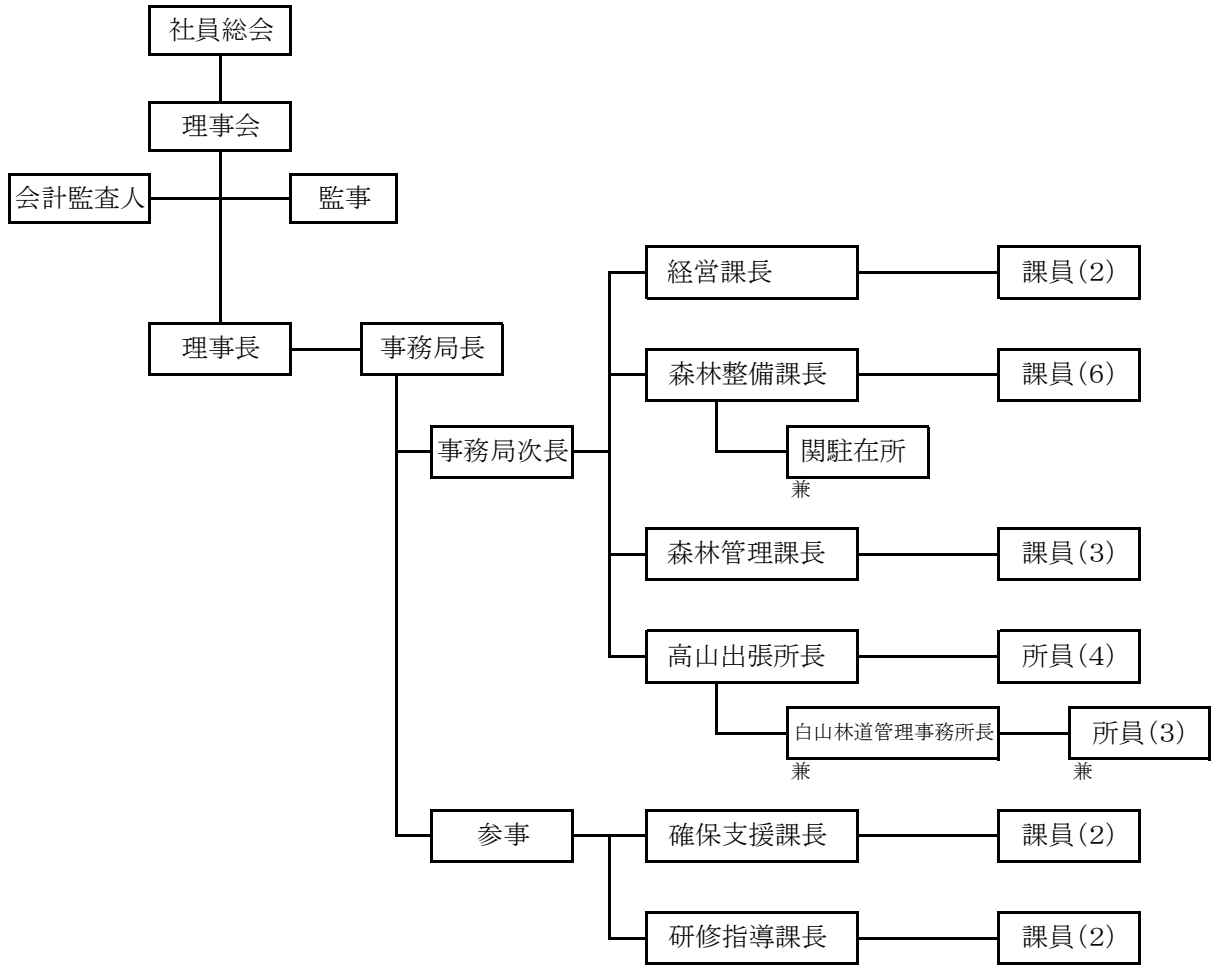 社員総会
理事会
会計監査人
監事
理事長
事務局長
事務局次長
経営課長
課員(2)
森林整備課長
課員(6)
関駐在所
兼
森林管理課長
課員(3)
高山出張所長
所員(4)
白山林道管理事務所長
兼
所員(3)
兼
参事
確保支援課長
課員(2)
研修指導課長
課員(2)